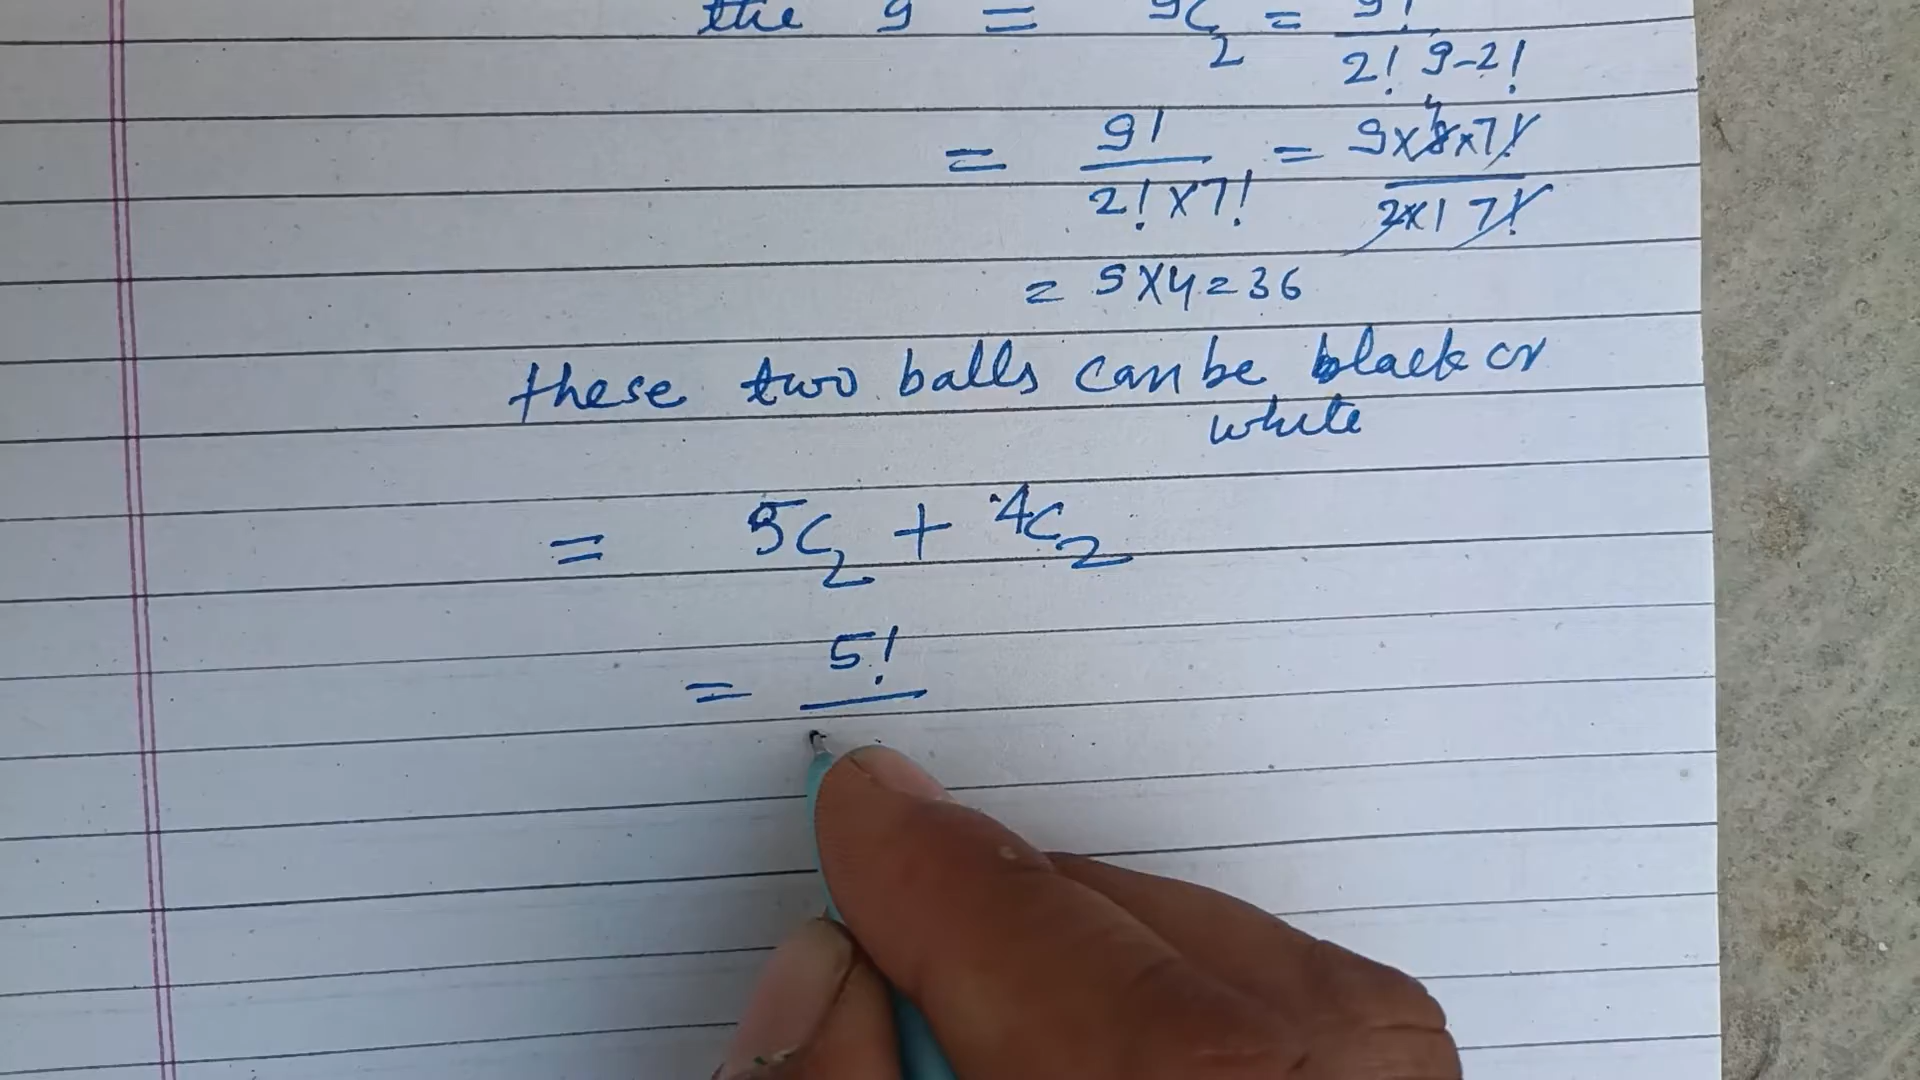 the 9 = 9C2 = 9!
2! 9-2!
= 9! / 2!×7! = 9×8×7! / 2×1 7!
4
= 9×4=36
these two balls can be black or
white
= 5C2 + 4C2
= 5!